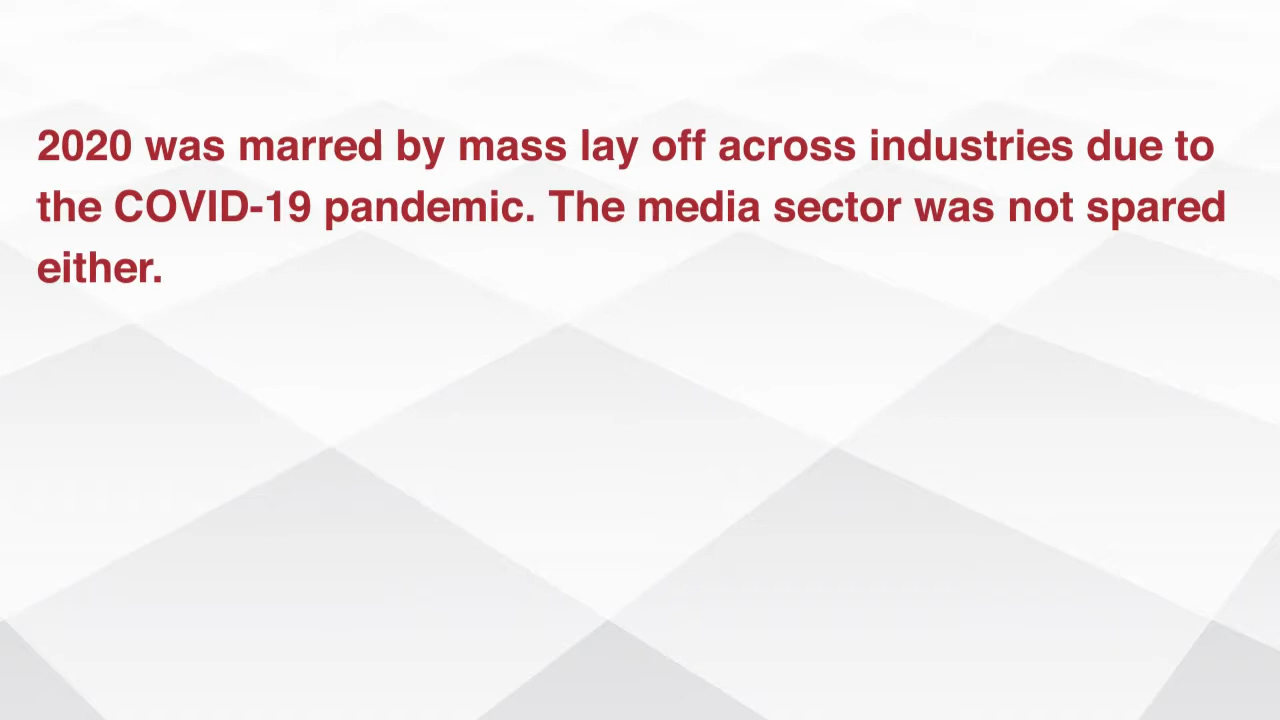 2020 was marred by mass lay off across industries due to
the COVID-19 pandemic. The media sector was not spared
either.